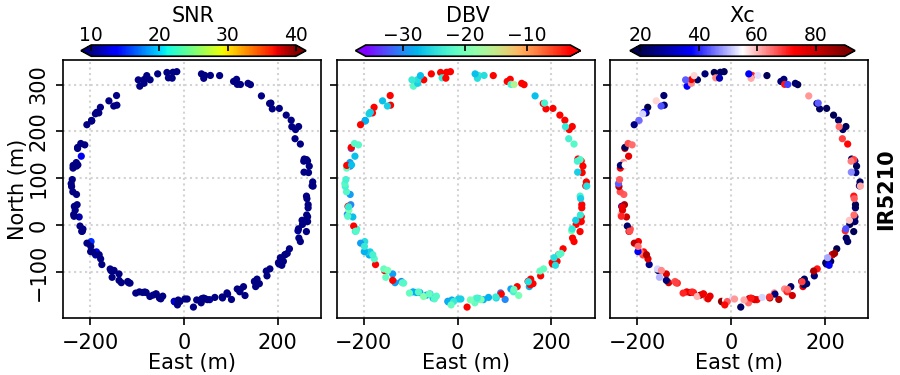 SNR DBV Xc
10 20 30 40 −30 −20 −10 20 40 60 80
300
200
100
0
−100
North (m)
IR5210
−200 0 200 −200 0 200 −200 0 200
East (m) East (m) East (m)